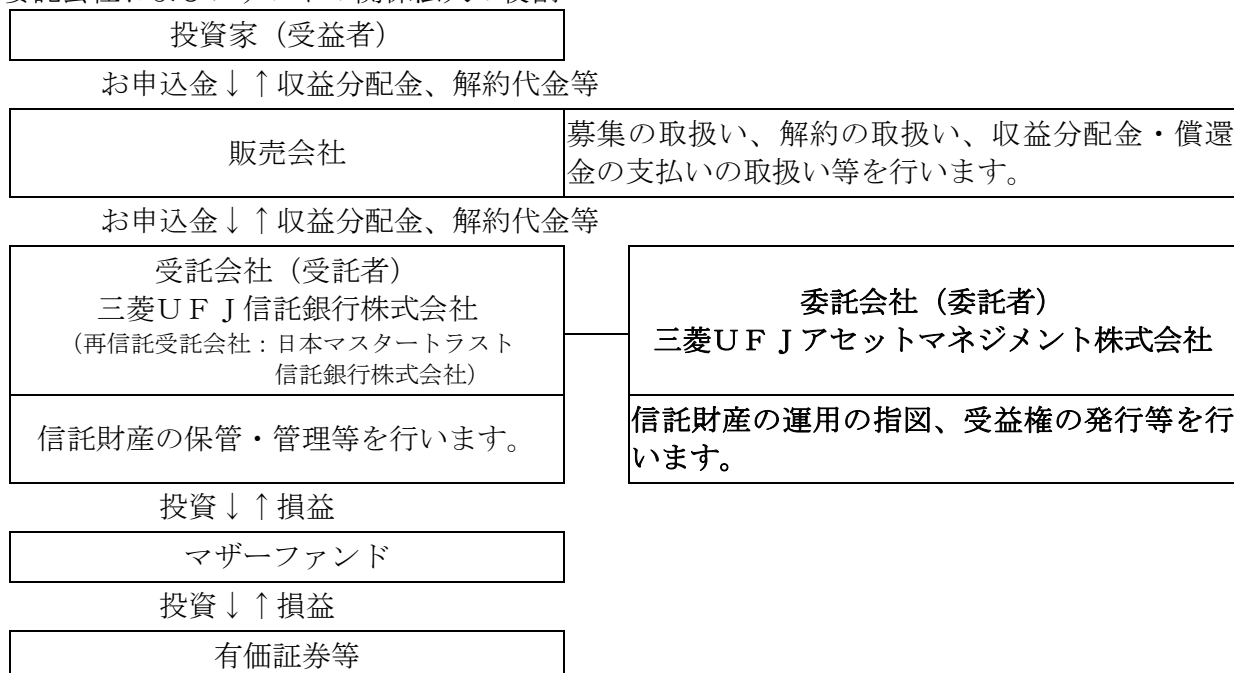 投資家（受益者）
お申込金↓↑収益分配金、解約代金等
販売会社
募集の取扱い、解約の取扱い、収益分配金・償還
金の支払いの取扱い等を行います。
お申込金↓↑収益分配金、解約代金等
受託会社（受託者）
三菱ＵＦＪ信託銀行株式会社
（再信託受託会社：日本マスタートラスト
信託銀行株式会社）
委託会社（委託者）
三菱ＵＦＪアセットマネジメント株式会社
信託財産の保管・管理等を行います。
信託財産の運用の指図、受益権の発行等を行
います。
投資↓↑損益
マザーファンド
投資↓↑損益
有価証券等